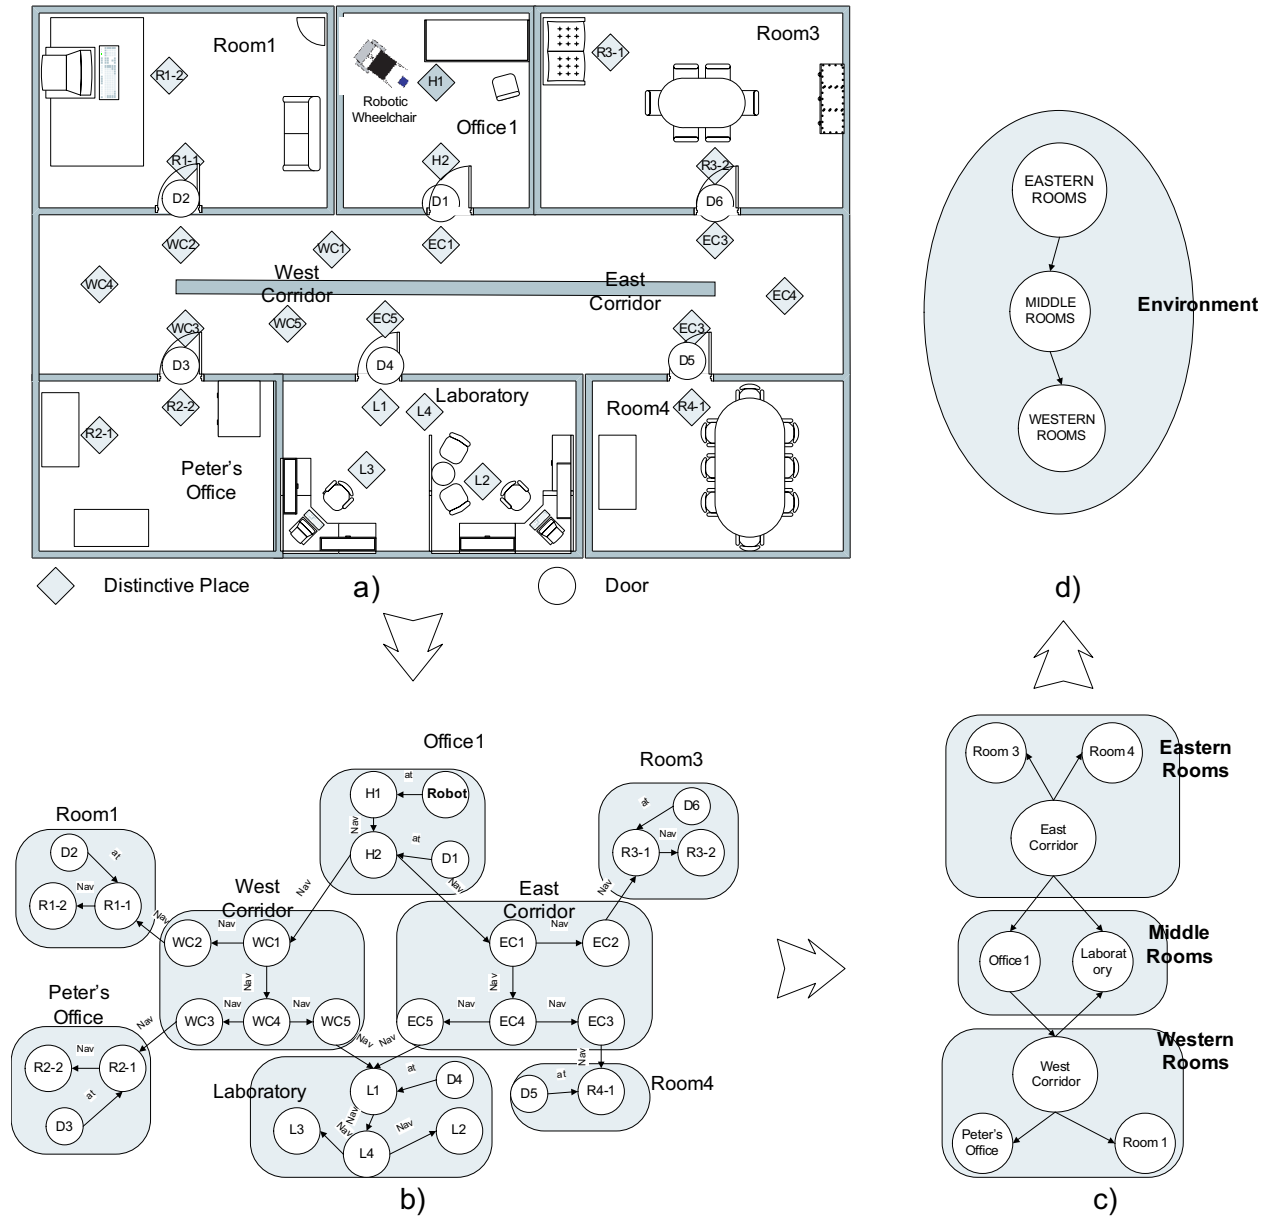 Room1
Room3
R3-1
R1-2
H1
Robotic
Wheelchair
Office1
R1-1
H2
R3-2
D2
D1
D6
WC2
WC1
EC1
EC3
West
Corridor
East
Corridor
WC4
EC4
WC3
WC5
EC5
EC3
D3
D4
D5
Laboratory
Room4
R2-2
L1
L4
R4-1
R2-1
Peter's
Office
L3
L2
Distinctive Place
a)
Door
EASTERN
ROOMS
MIDDLE
ROOMS
Environment
WESTERN
ROOMS
d)
Office1
H1
at
Robot
Nav
H2
at
D1
Nav
Nav
Room3
at
D6
Nav
R3-1
R3-2
Nav
Room1
D2
at
Nav
R1-2
R1-1
Nav
West
Corridor
Nav
WC2
WC1
Nav
Nav
Nav
WC3
WC4
WC5
East
Corridor
EC1
Nav
EC2
Nav
Nav
Nav
EC5
EC4
EC3
Peter's
Office
Nav
Nav
R2-2
R2-1
at
D3
Nav
Nav
Laboratory
L1
at
D4
Nav
Nav
Nav
L3
L4
L2
Nav
at
D5
R4-1
Room4
b)
Room 3
Room 4
Eastern
Rooms
East
Corridor
Middle
Rooms
Office1
Laborat
ory
Western
Rooms
West
Corridor
Peter's
Office
Room 1
c)